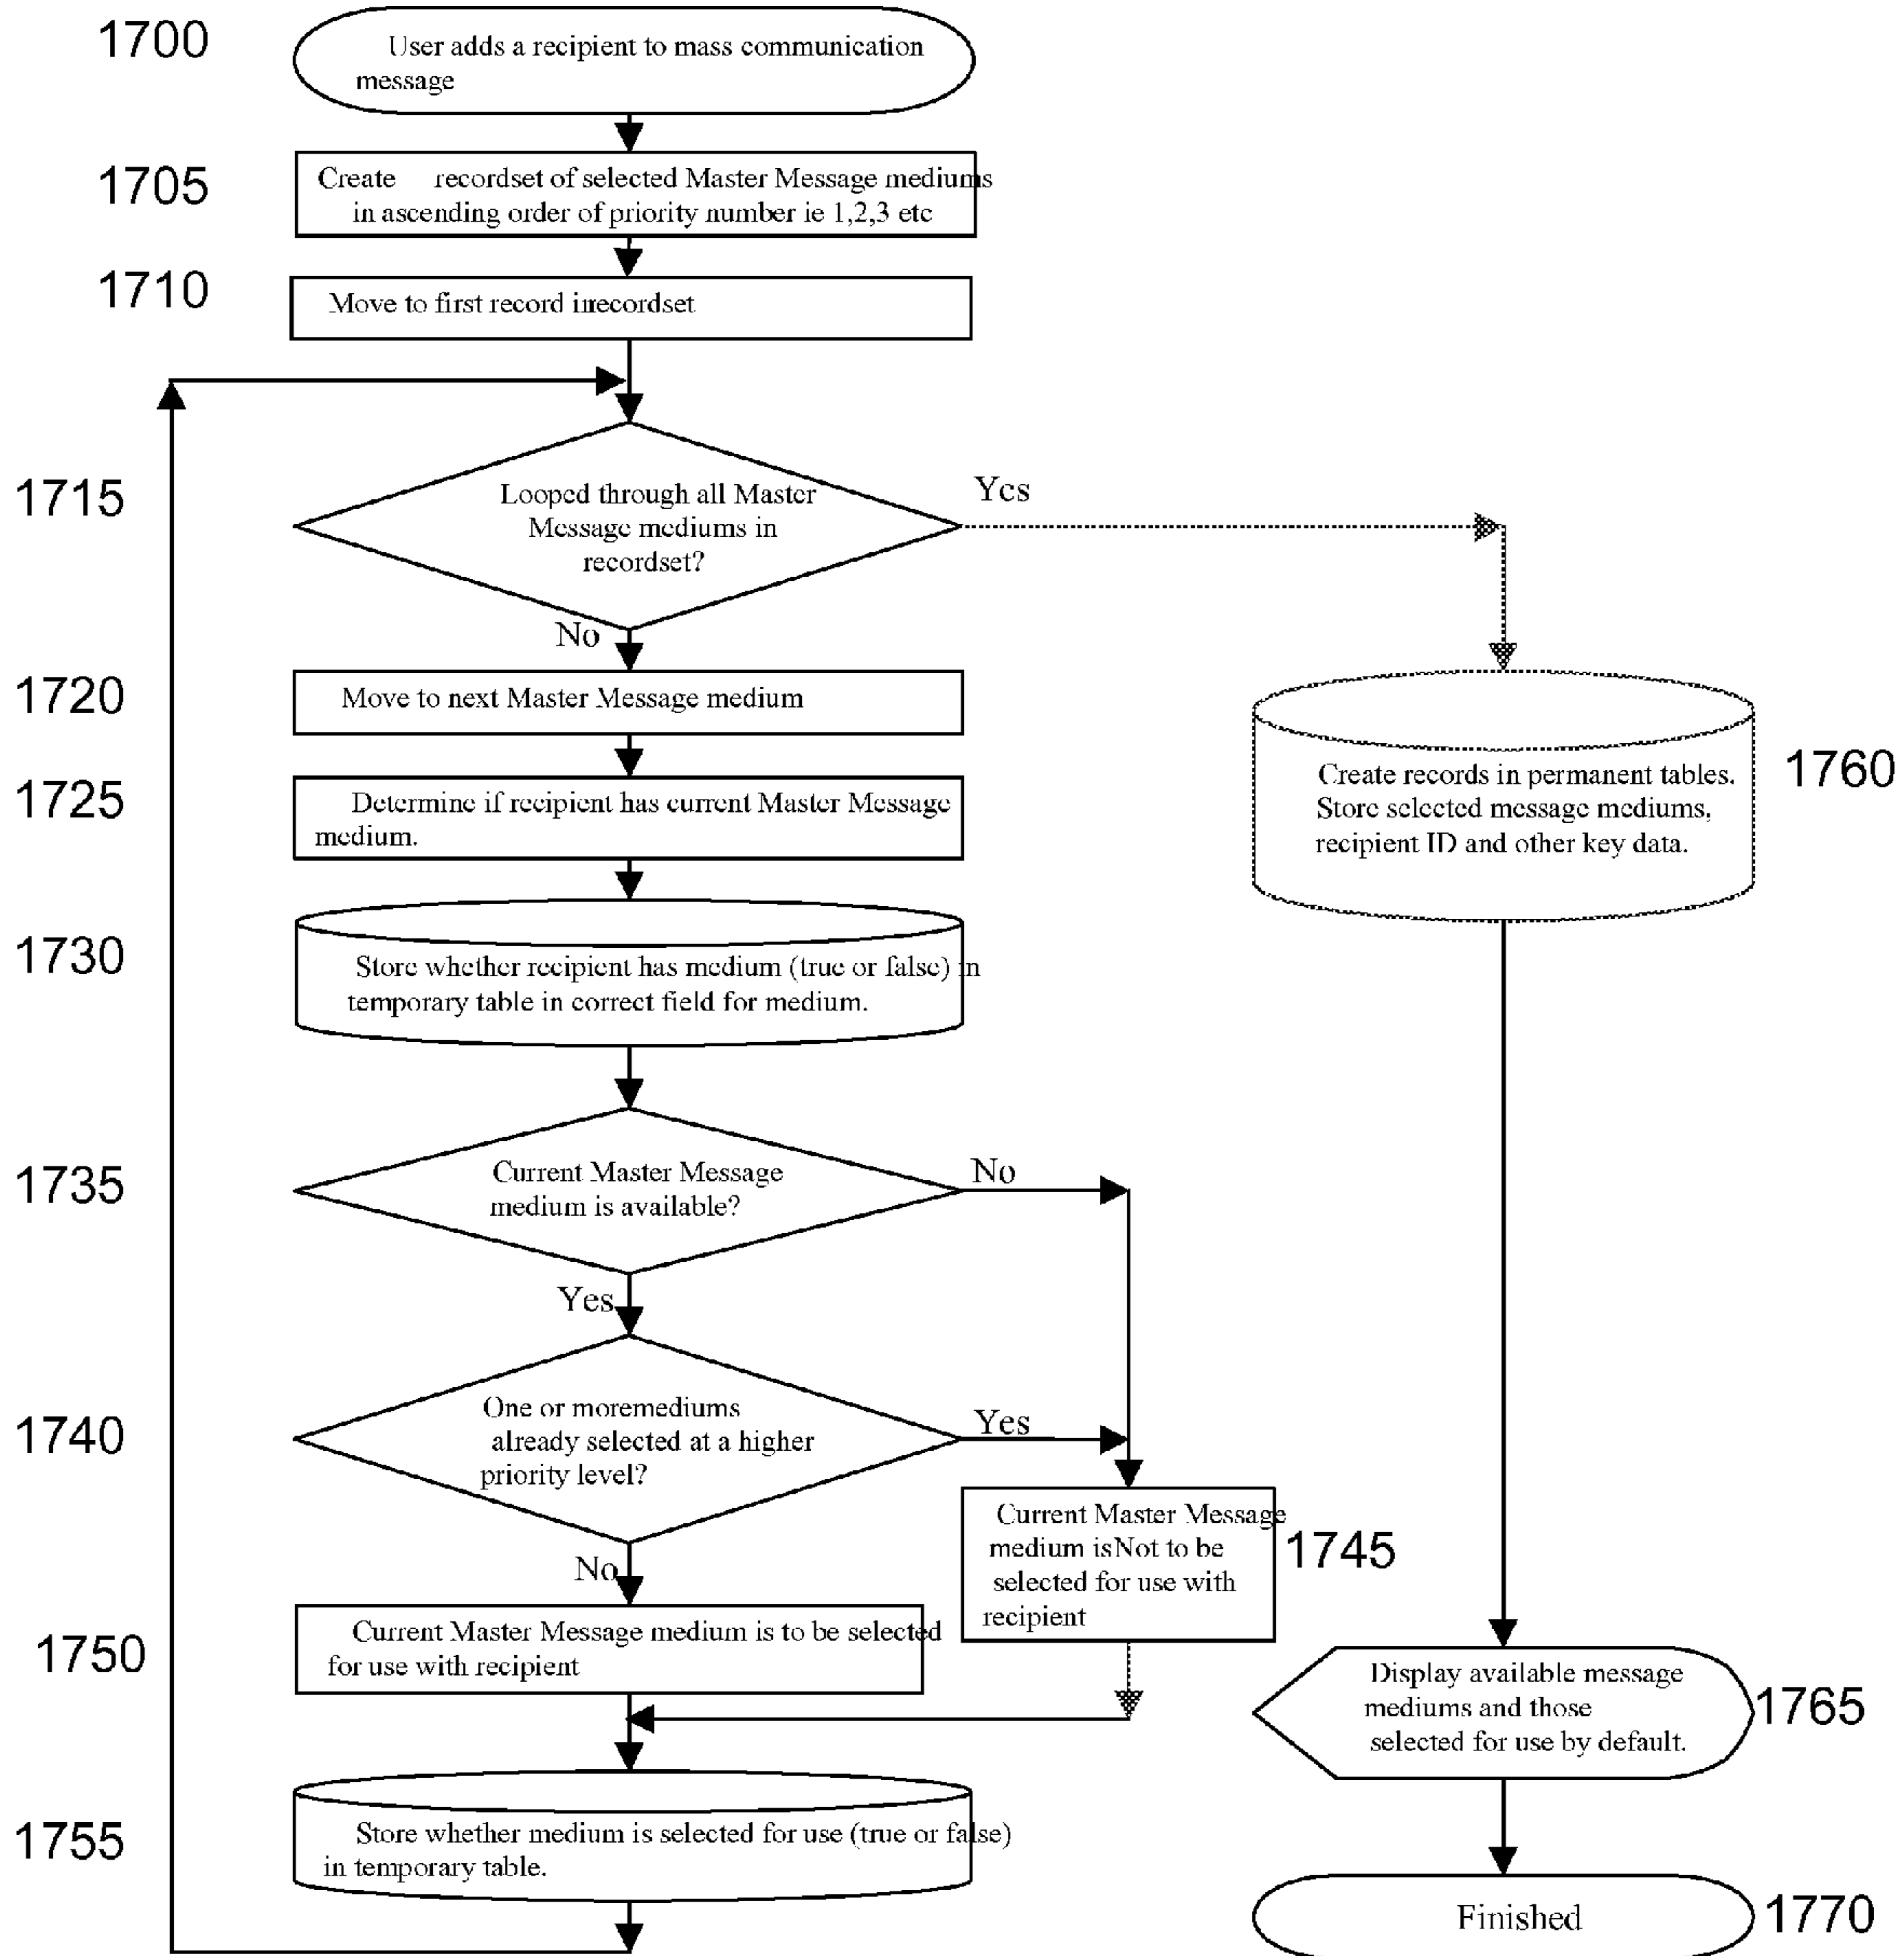 1700
User adds a recipient to mass communication
message
1705
Create recordset of selected Master Message mediums
in ascending order of priority number ie 1,2,3 etc
1710
Move to first record inrecordset
1715
Looped through all Master
Message mediums in
recordset?
Yes
No
1720
Move to next Master Message medium
1725
Determine if recipient has current Master Message
medium.
1730
Store whether recipient has medium (true or false) in
temporary table in correct field for medium.
1735
Current Master Message
medium is available?
No
Yes
1740
One or moremediums
already selected at a higher
priority level?
Yes
No
Current Master Message
medium isNot to be
selected for use with
recipient
1745
1750
Current Master Message medium is to be selected
for use with recipient
1755
Store whether medium is selected for use (true or false)
in temporary table.
Create records in permanent tables.
Store selected message mediums,
recipient ID and other key data.
1760
Display available message
mediums and those
selected for use by default.
1765
Finished
1770